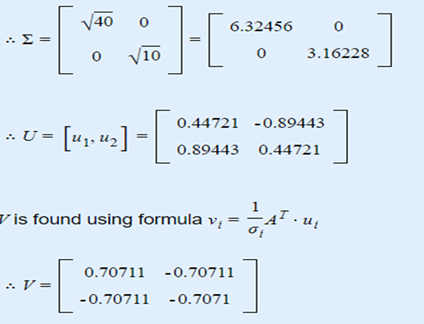 ∴ Σ = [ √40 0 ; 0 √10 ] = [ 6.32456 0 ; 0 3.16228 ]
∴ U = [u₁, u₂] = [ 0.44721 -0.89443 ; 0.89443 0.44721 ]
V is found using formula vᵢ = 1/σᵢ Aᵀ · uᵢ
∴ V = [ 0.70711 -0.70711 ; -0.70711 -0.7071 ]